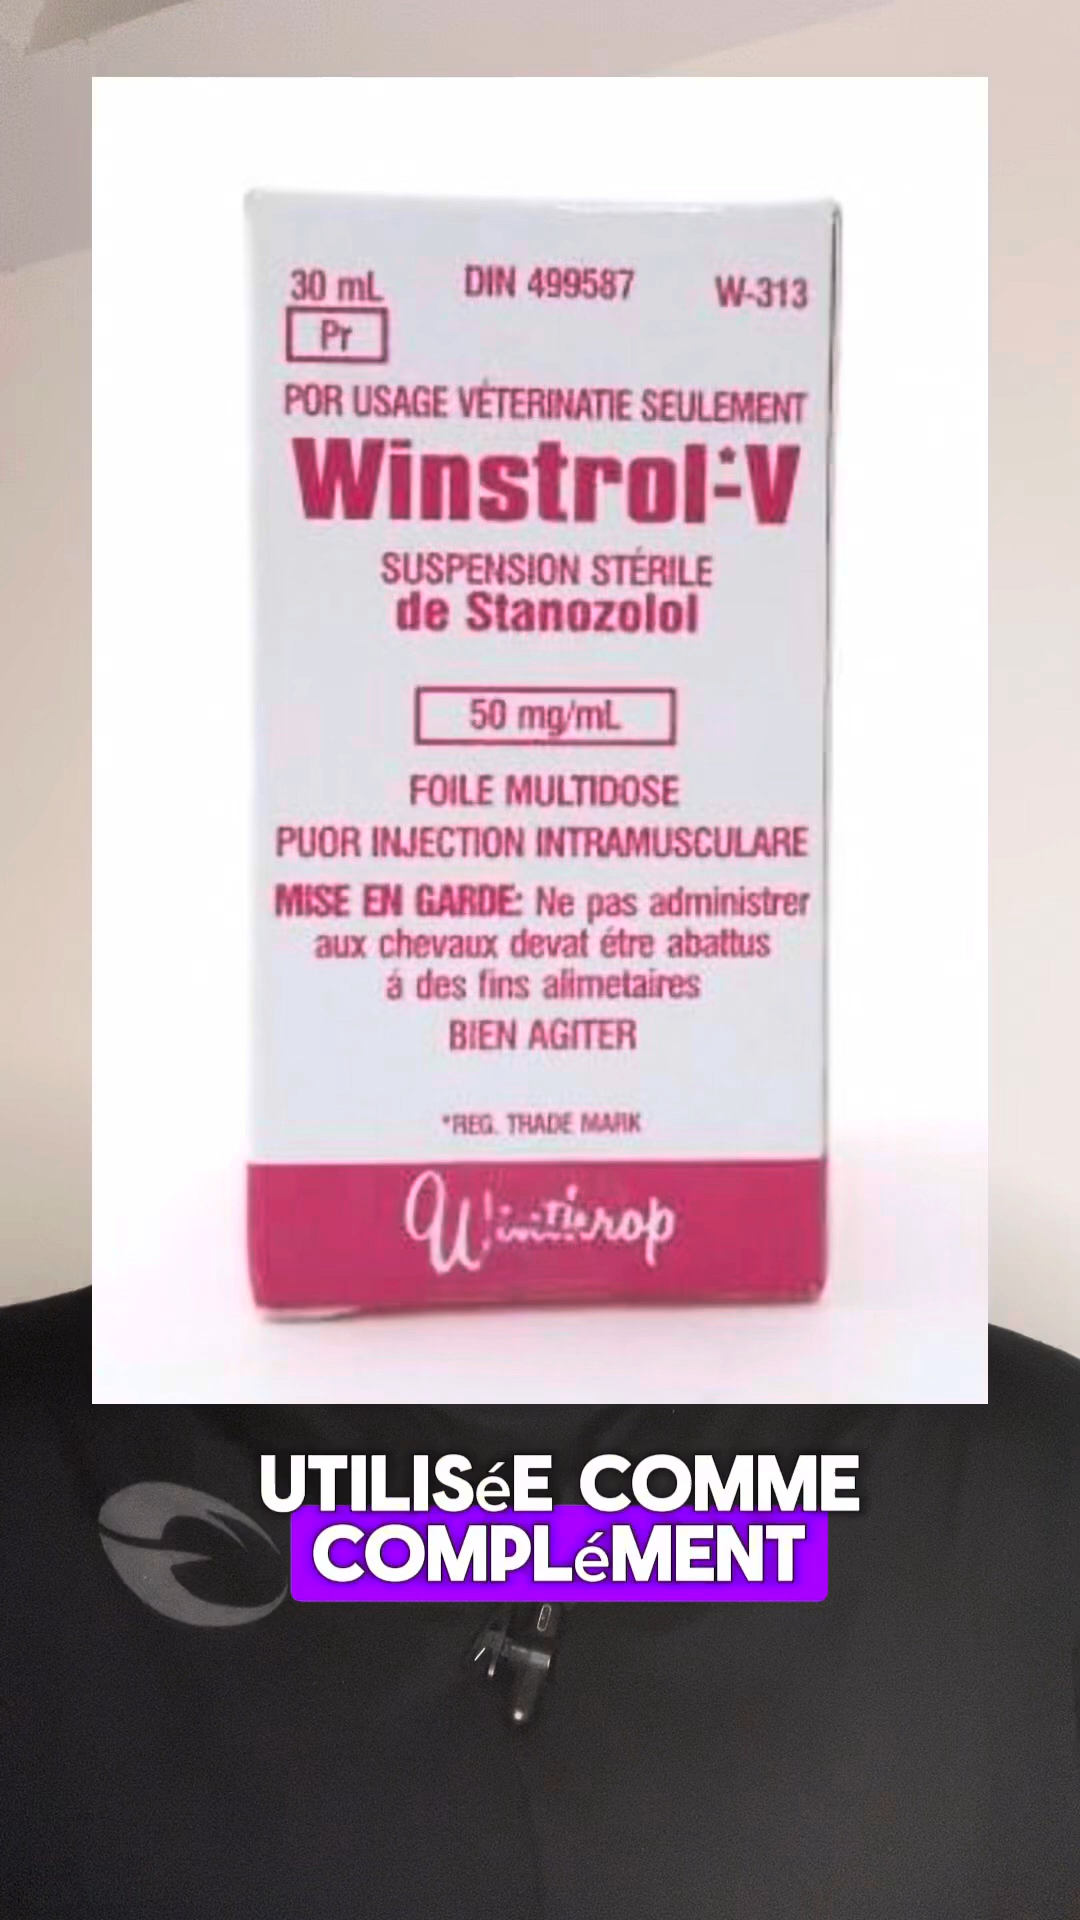 30 mL
DIN 499587
W-313
Pr
POR USAGE VÉTERINATIE SEULEMENT
Winstrol*-V
SUSPENSION STÉRILE
de Stanozolol
50 mg/mL
FOILE MULTIDOSE
PUOR INJECTION INTRAMUSCULARE
MISE EN GARDE: Ne pas administrer
aux chevaux devat étre abattus
á des fins alimetaires
BIEN AGITER
*REG. TRADE MARK
Winthrop
UTILISéE COMME
COMPLéMENT